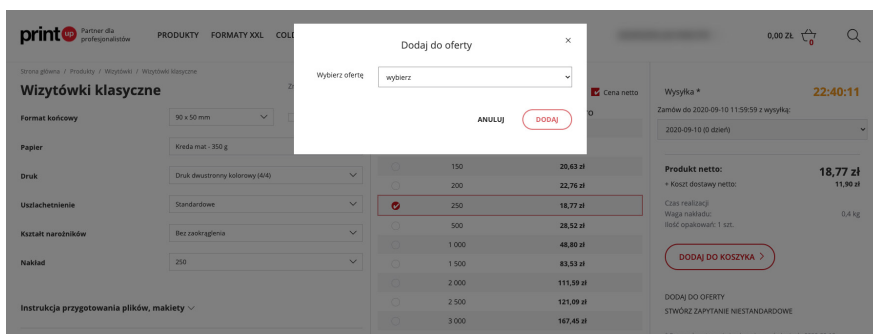 print up Partner dla
profesjonalistów
PRODUKTY FORMATY XXL COLD
0,00 ZŁ 0
Dodaj do oferty ×
Wybierz ofertę wybierz
ANULUJ DODAJ
Strona główna / Produkty / Wizytówki / Wizytówki klasyczne
Wizytówki klasyczne
Format końcowy 90 x 50 mm
Papier Kreda mat - 350 g
Druk Druk dwustronny kolorowy (4/4)
Uszlachetnienie Standardowe
Kształt narożników Bez zaokrąglenia
Nakład 250
Instrukcja przygotowania plików, makiety
Cena netto
150 20,63 zł
200 22,76 zł
250 18,77 zł
500 28,52 zł
1 000 48,80 zł
1 500 83,53 zł
2 000 111,59 zł
2 500 121,09 zł
3 000 167,45 zł
Wysyłka * 22:40:11
Zamów do 2020-09-10 11:59:59 z wysyłką:
2020-09-10 (0 dzień)
Produkt netto: 18,77 zł
+ Koszt dostawy netto: 11,90 zł
Czas realizacji
Waga nakładu: 0,4 kg
Ilość opakowań: 1 szt.
DODAJ DO KOSZYKA >
DODAJ DO OFERTY
STWÓRZ ZAPYTANIE NIESTANDARDOWE